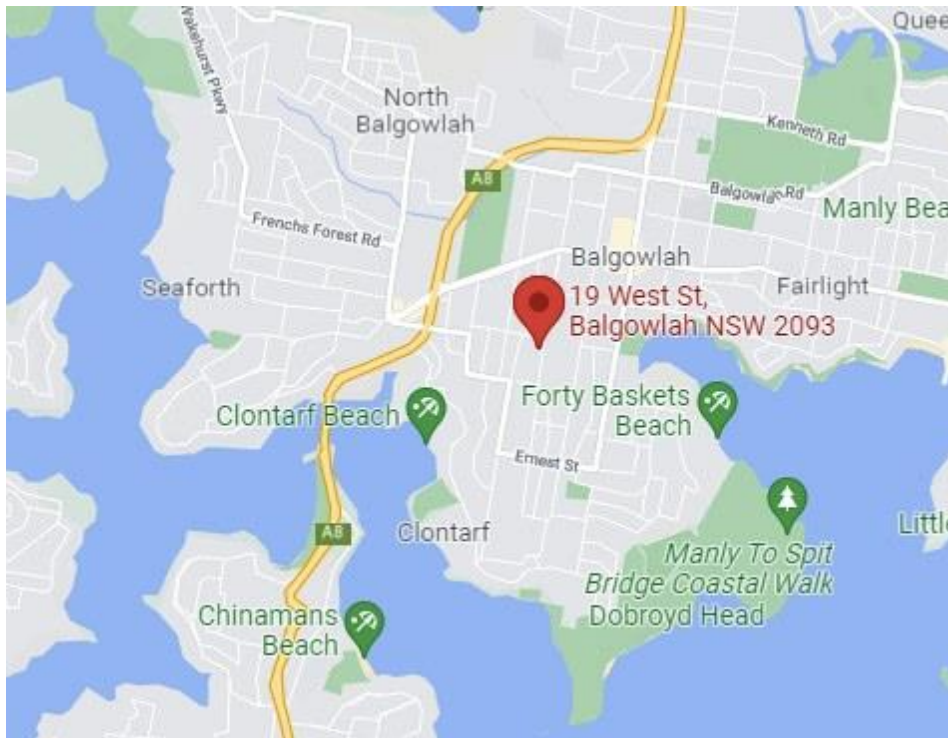 Quee
Wakehurst Pkwy
North
Balgowlah
Kenneth Rd
A8
Balgowlah Rd
Manly Bea
Frenchs Forest Rd
Balgowlah
Seaforth
Fairlight
19 West St,
Balgowlah NSW 2093
Clontarf Beach
Forty Baskets
Beach
Ernest St
A8
Clontarf
Little
Manly To Spit
Bridge Coastal Walk
Dobroyd Head
Chinamans
Beach